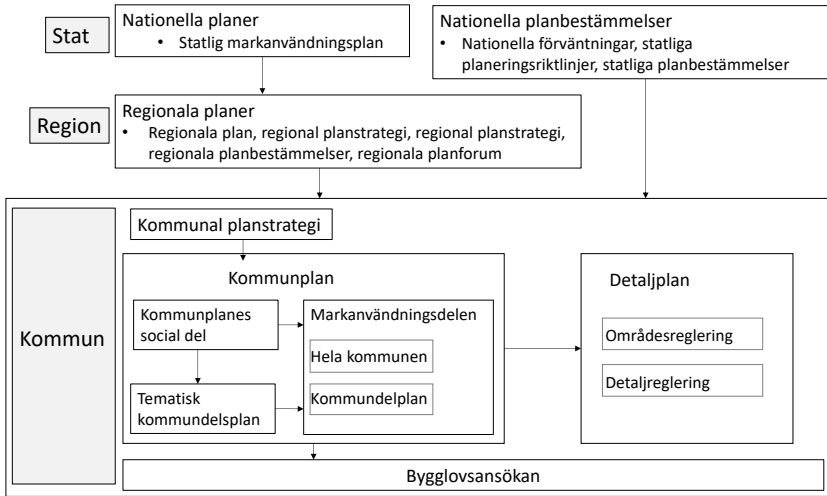 Stat
Nationella planer
• Statlig markanvändningsplan
Nationella planbestämmelser
• Nationella förväntningar, statliga
planeringsriktlinjer, statliga planbestämmelser
Region
Regionala planer
• Regionala plan, regional planstrategi, regional planstrategi,
regionala planbestämmelser, regionala planforum
Kommun
Kommunal planstrategi
Kommunplan
Kommunplanes
social del
Tematisk
kommundelsplan
Markanvändningsdelen
Hela kommunen
Kommundelplan
Detaljplan
Områdesreglering
Detaljreglering
Bygglovsansökan